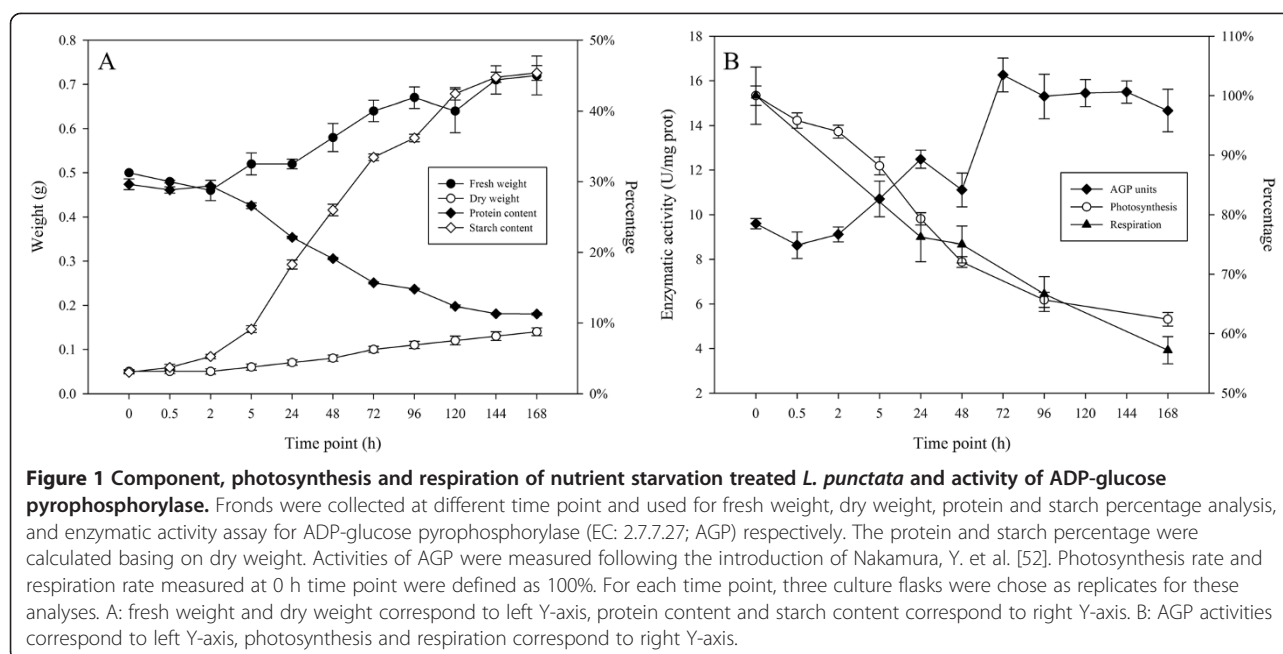 A
0.8
0.7
0.6
0.5
0.4
0.3
0.2
0.1
0.0
Weight (g)
50%
40%
30%
20%
10%
0%
Percentage
Fresh weight
Dry weight
Protein content
Starch content
0 0.5 2 5 24 48 72 96 120 144 168
Time point (h)
B
18
16
14
12
10
8
6
4
2
Enzymatic activity (U/mg prot)
110%
100%
90%
80%
70%
60%
50%
Percentage
AGP units
Photosynthesis
Respiration
0 0.5 2 5 24 48 72 96 120 144 168
Time point (h)
Figure 1 Component, photosynthesis and respiration of nutrient starvation treated L. punctata and activity of ADP-glucose
pyrophosphorylase. Fronds were collected at different time point and used for fresh weight, dry weight, protein and starch percentage analysis,
and enzymatic activity assay for ADP-glucose pyrophosphorylase (EC: 2.7.7.27; AGP) respectively. The protein and starch percentage were
calculated basing on dry weight. Activities of AGP were measured following the introduction of Nakamura, Y. et al. [52]. Photosynthesis rate and
respiration rate measured at 0 h time point were defined as 100%. For each time point, three culture flasks were chose as replicates for these
analyses. A: fresh weight and dry weight correspond to left Y-axis, protein content and starch content correspond to right Y-axis. B: AGP activities
correspond to left Y-axis, photosynthesis and respiration correspond to right Y-axis.